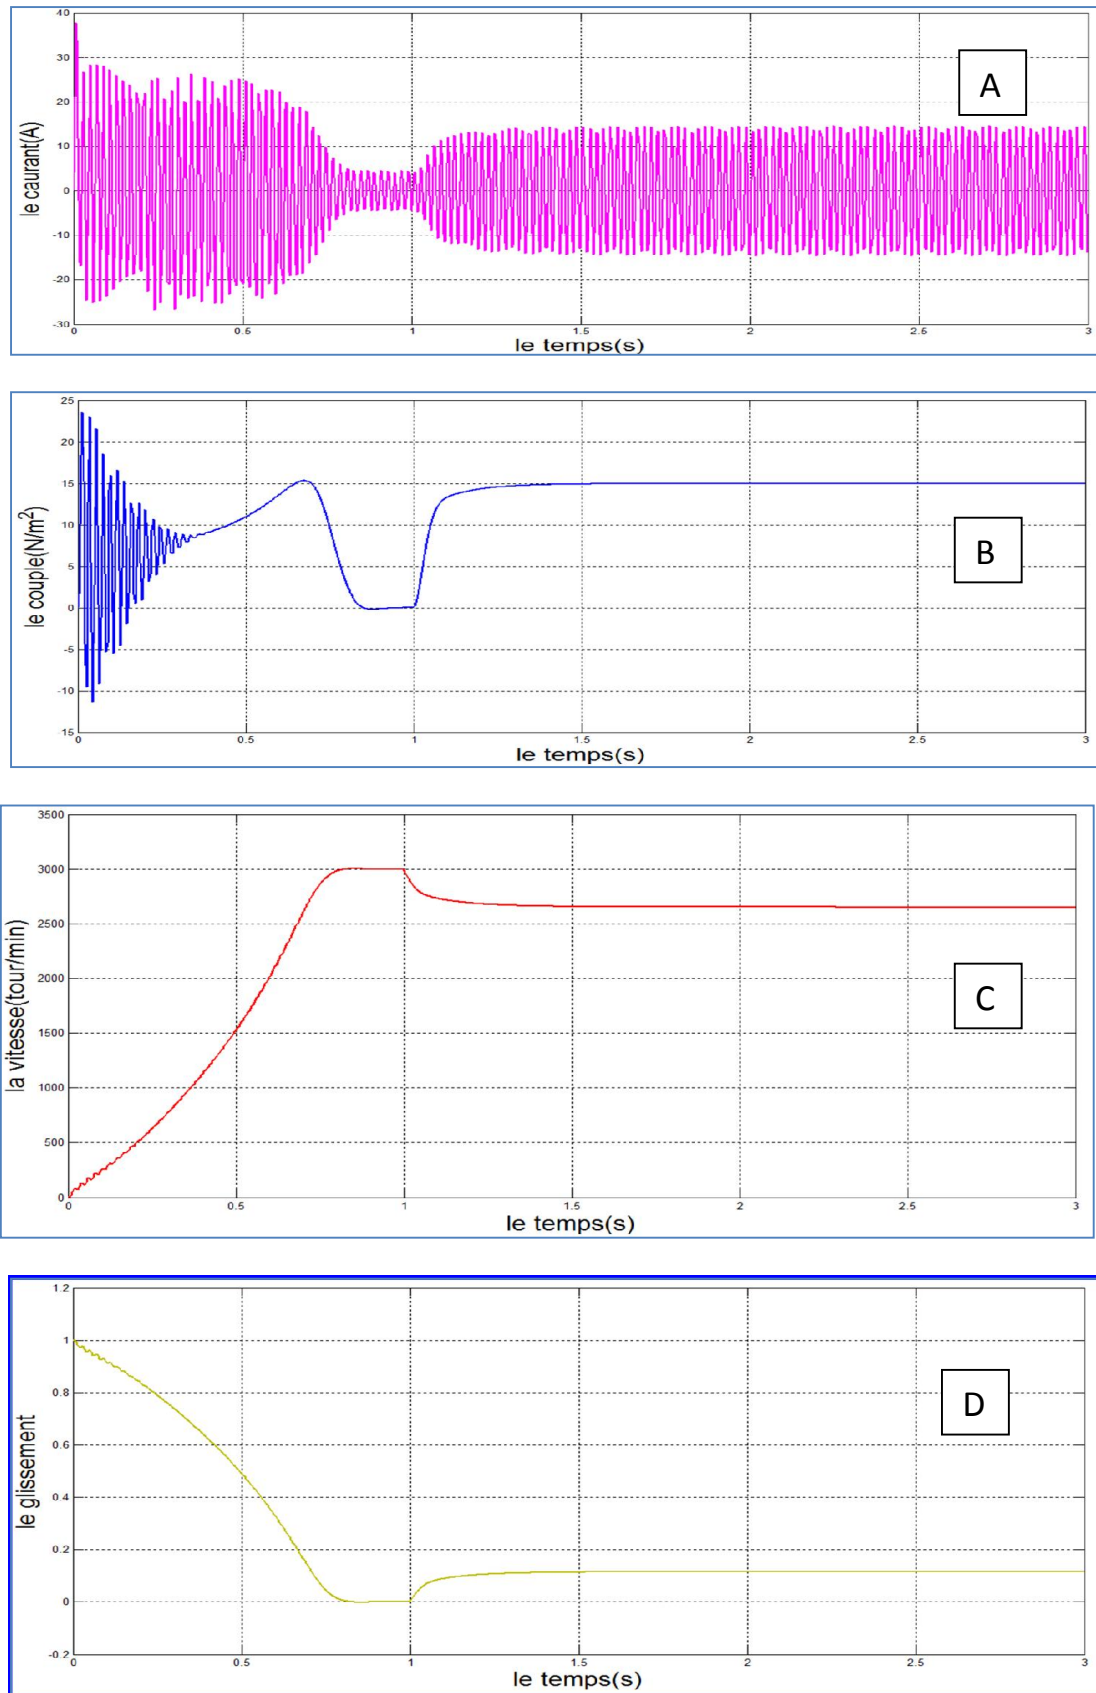 40
30
20
10
0
-10
-20
-30
le caurant(A)
A
0 0.5 1 1.5 2 2.5 3
le temps(s)
25
20
15
10
5
0
-5
-10
15
le couple(N/m²)
B
0 0.5 1 1.5 2 2.5 3
le temps(s)
3500
3000
2500
2000
1500
1000
500
0
la vitesse(tour/min)
C
0 0.5 1 1.5 2 2.5 3
le temps(s)
1.2
1
0.8
0.6
0.4
0.2
0
-0.2
le glissement
D
0 0.5 1 1.5 2 2.5 3
le temps(s)